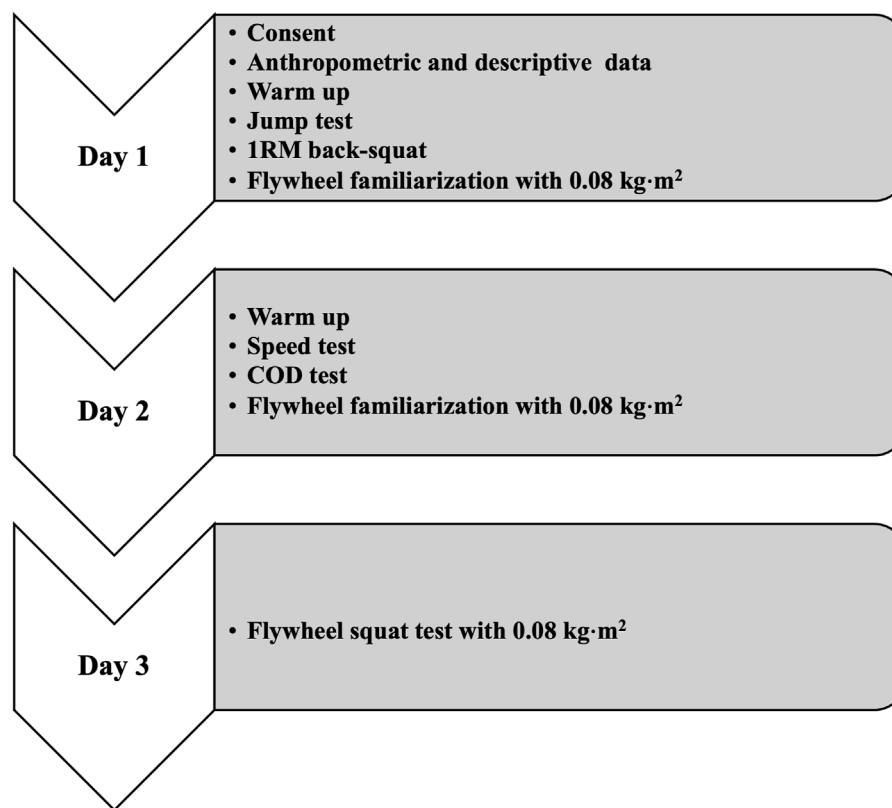 Day 1
• Consent
• Anthropometric and descriptive data
• Warm up
• Jump test
• 1RM back-squat
• Flywheel familiarization with 0.08 kg·m²
Day 2
• Warm up
• Speed test
• COD test
• Flywheel familiarization with 0.08 kg·m²
Day 3
• Flywheel squat test with 0.08 kg·m²